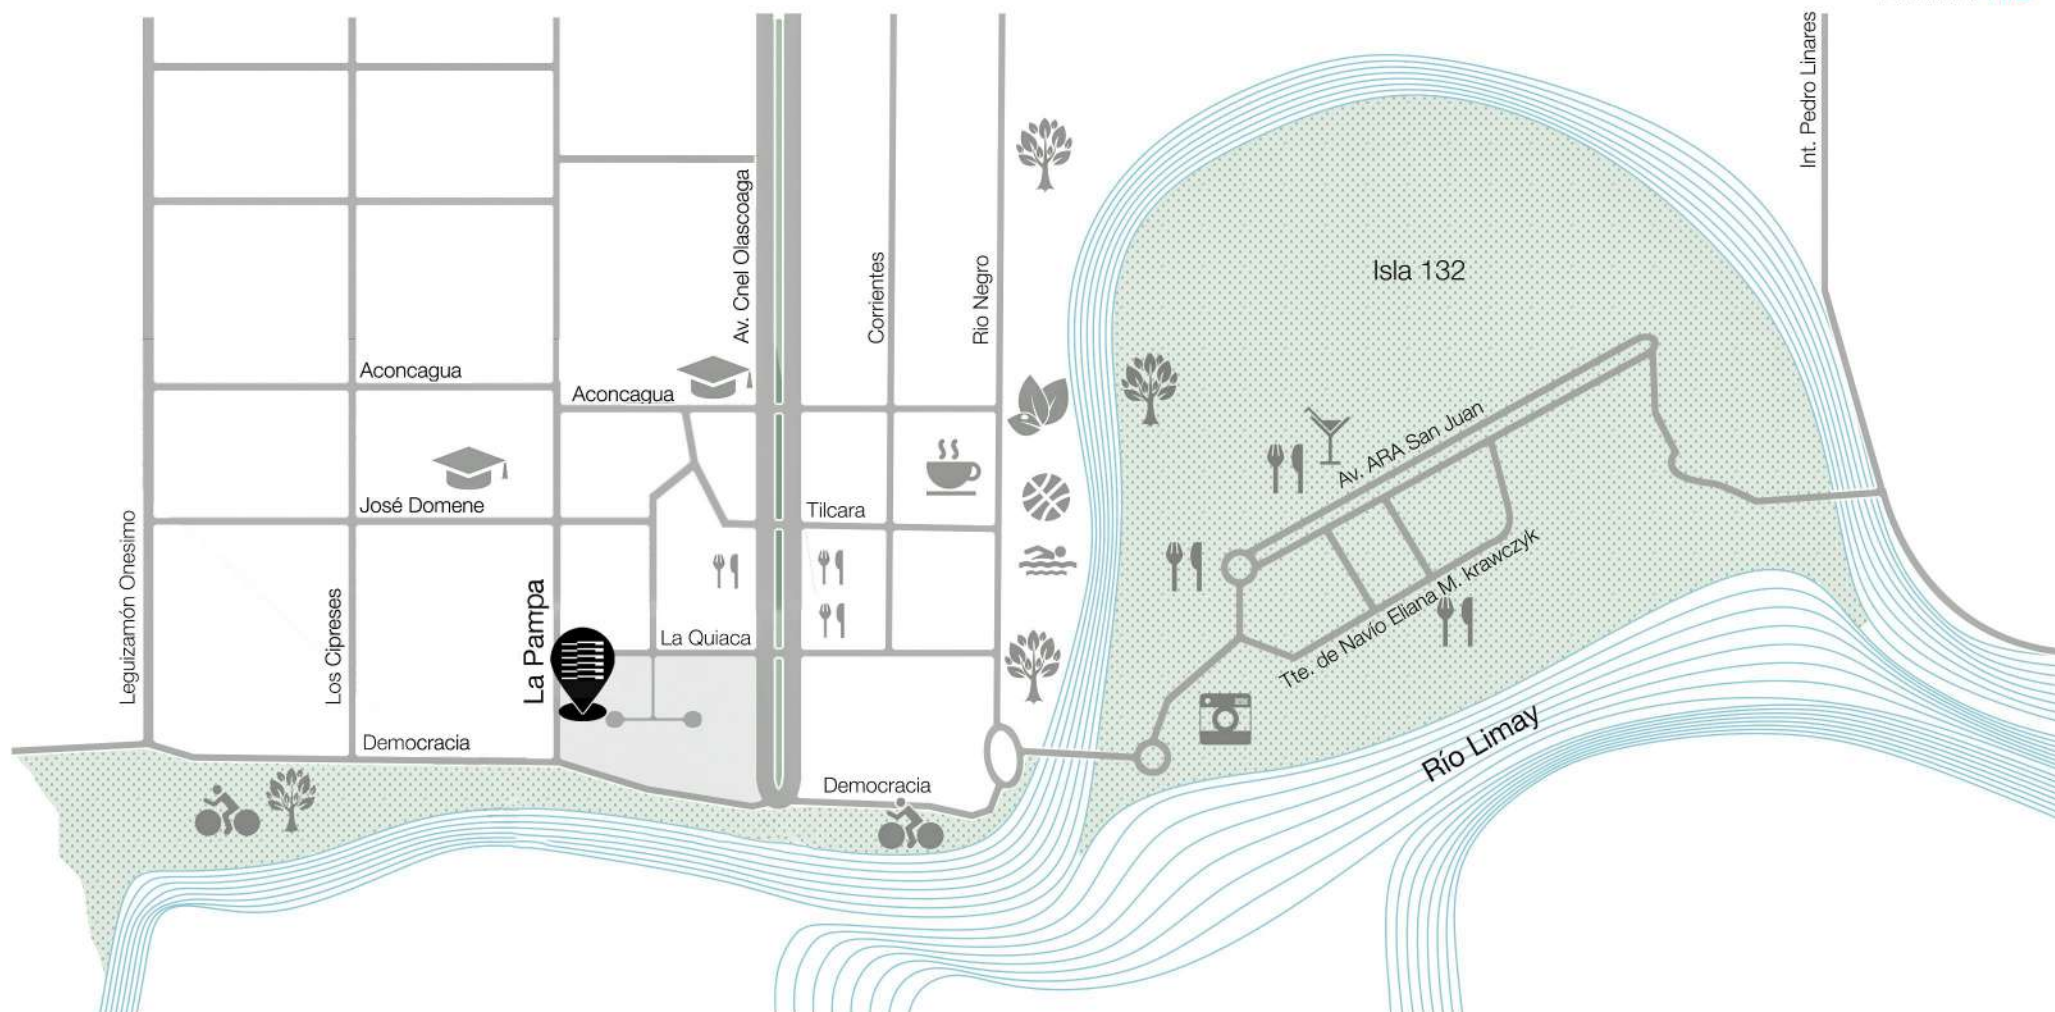 Int. Pedro Linares
Av. Cnel Olascoaga
Corrientes
Rio Negro
Isla 132
Aconcagua
Aconcagua
Av. ARA San Juan
José Domene
Tilcara
Leguizamón Onesimo
Los Cipreses
La Pampa
La Quiaca
Tte. de Navío Eliana M. krawczyk
Río Limay
Democracia
Democracia